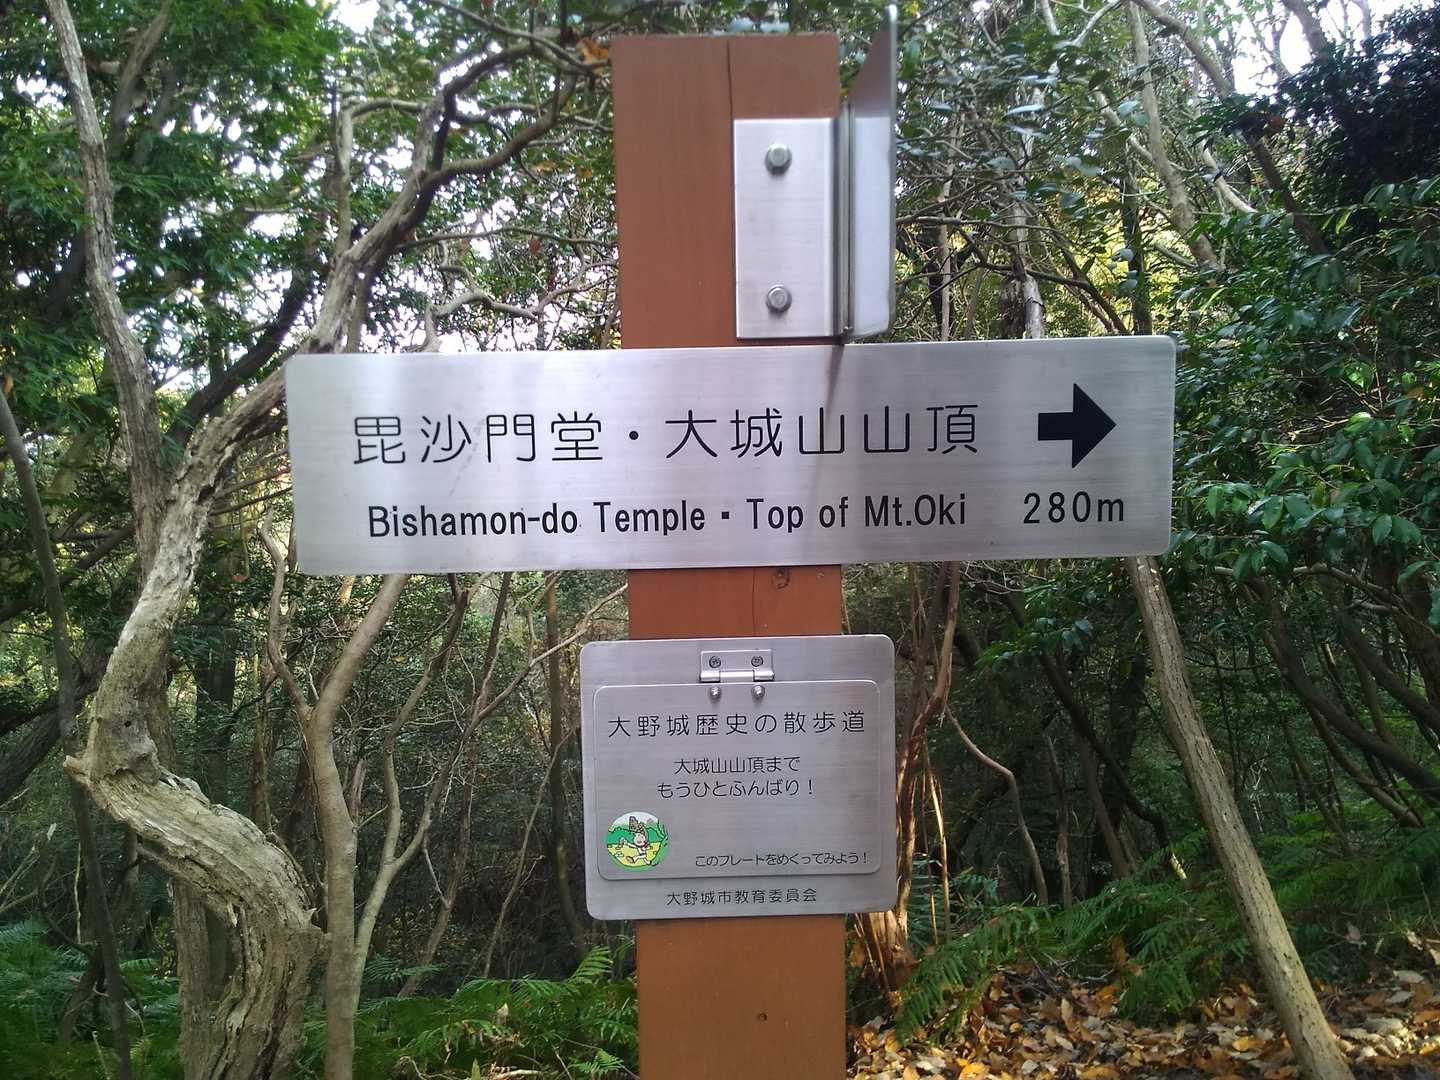 毘沙門堂・大城山山頂 ➡
Bishamon-do Temple・Top of Mt.Oki 280m
大野城歴史の散歩道
大城山山頂まで
もうひとふんばり！
このプレートをめくってみよう！
大野城市教育委員会